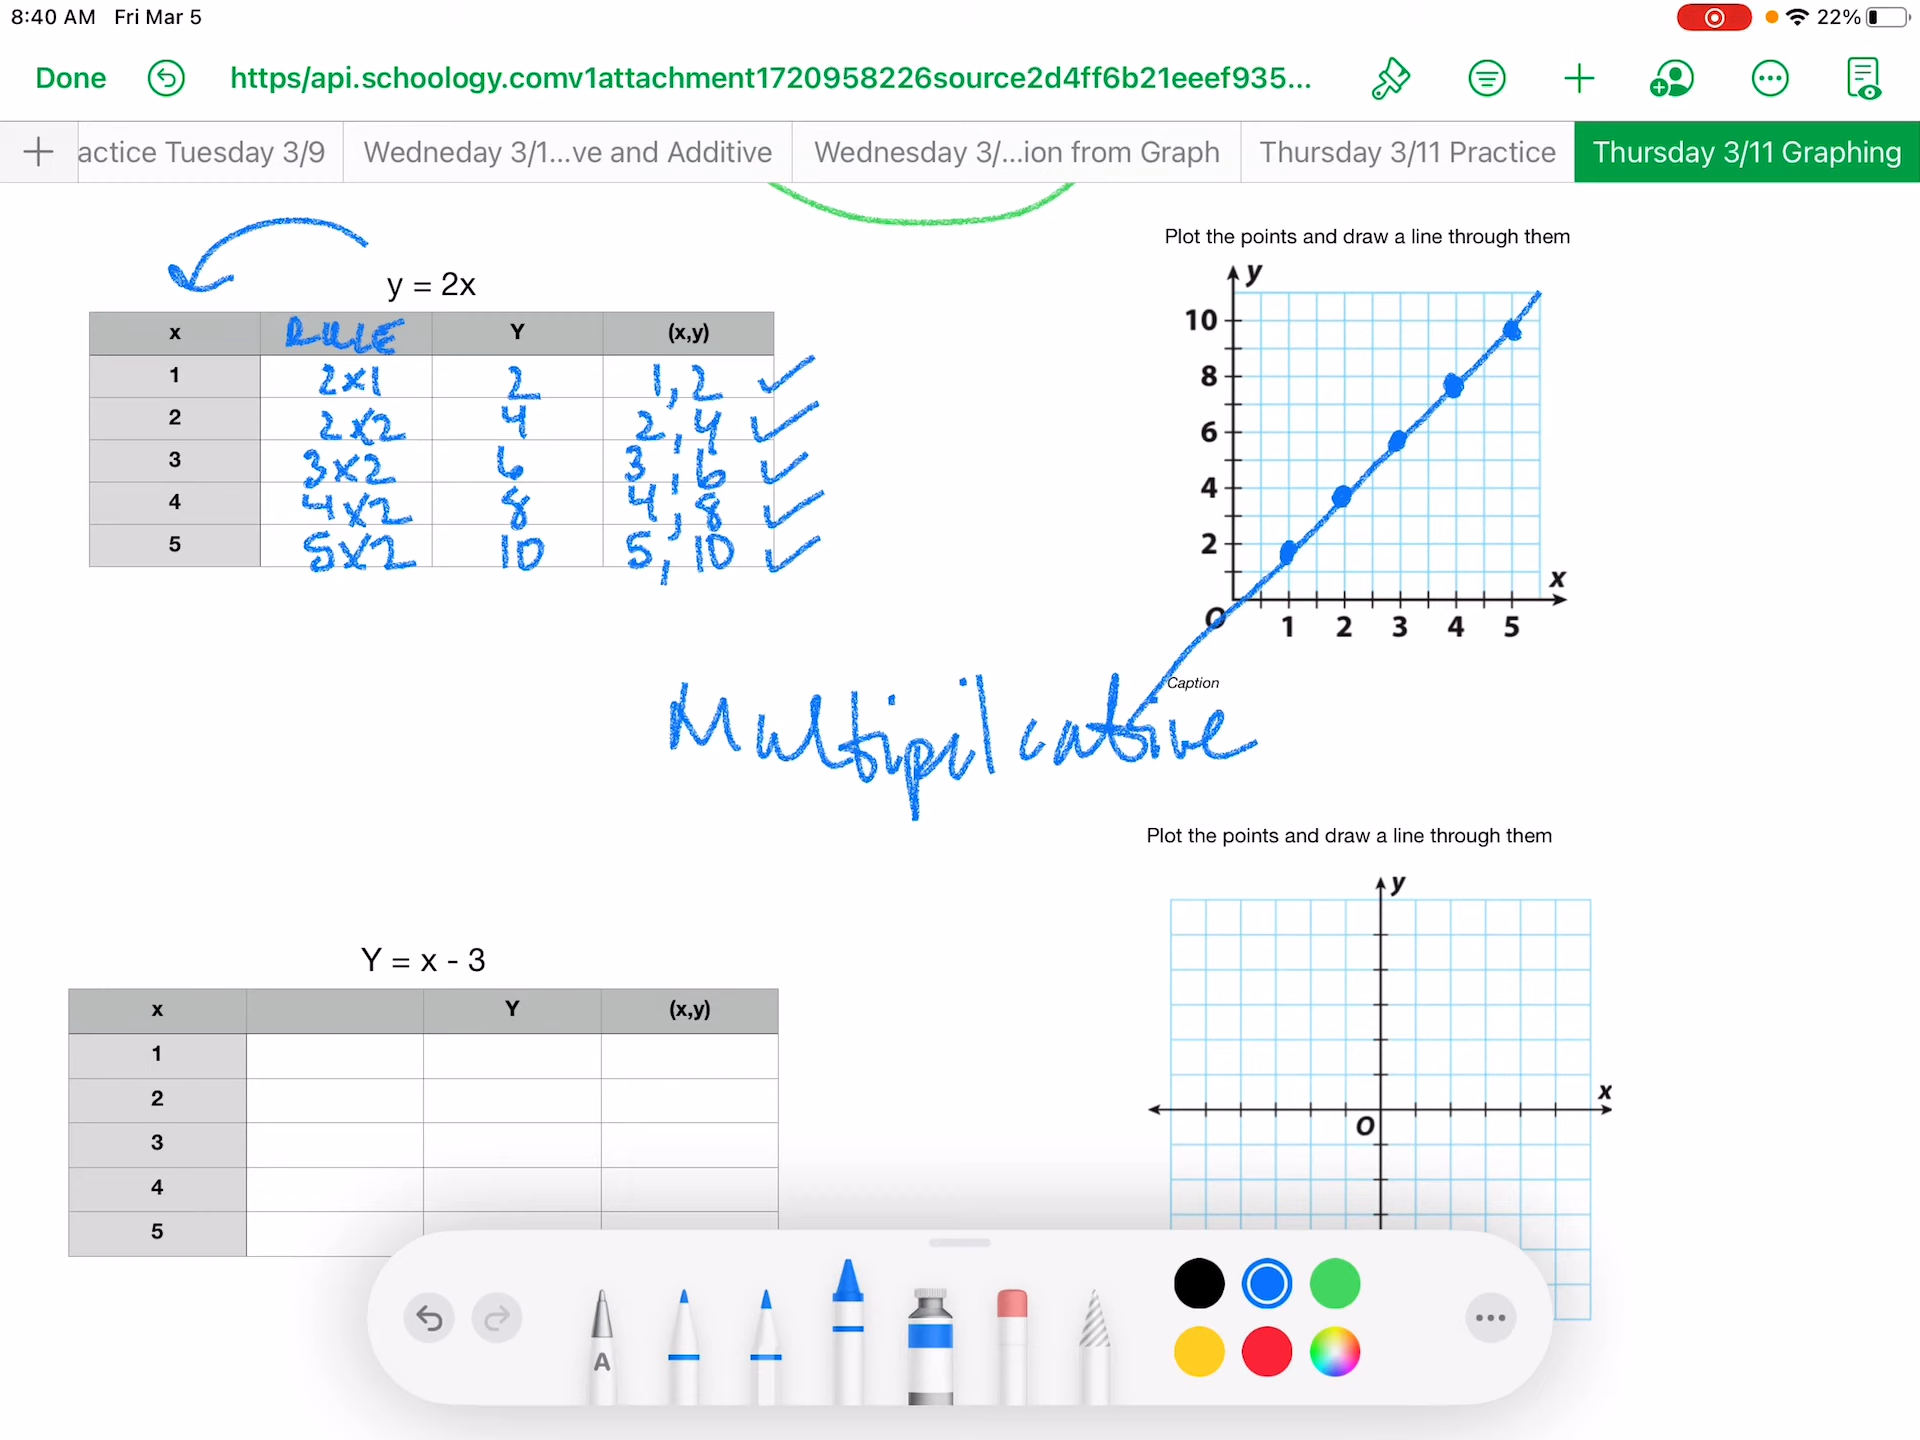 8:40 AM Fri Mar 5 22%
Done https/api.schoology.comv1attachment1720958226source2d4ff6b21eeef935...
actice Tuesday 3/9 Wedneday 3/1...ve and Additive Wednesday 3/...ion from Graph Thursday 3/11 Practice Thursday 3/11 Graphing
Plot the points and draw a line through them
y = 2x
x RULE Y (x,y)
1 2x1 2 1,2
2 2x2 4 2,4
3 3x2 6 3,6
4 4x2 8 4,8
5 5x2 10 5,10
y
10
8
6
4
2
x
O 1 2 3 4 5
Caption
Multipilcative
Plot the points and draw a line through them
y
x
O
Y = x - 3
x Y (x,y)
1
2
3
4
5
A